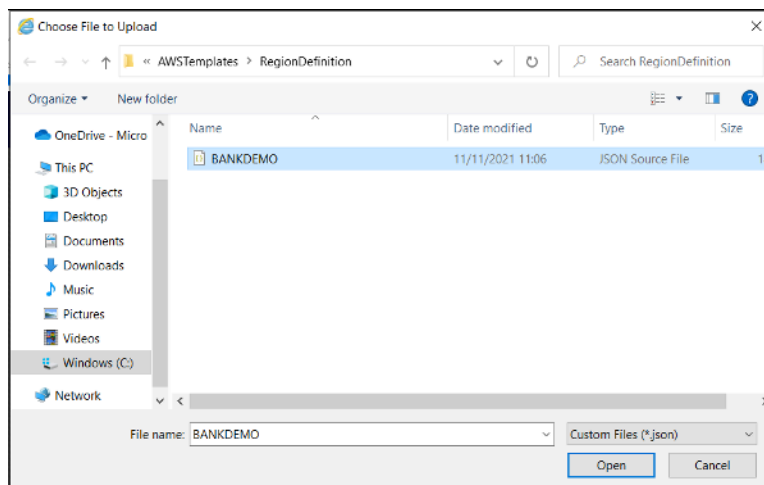 Choose File to Upload
« AWSTemplates > RegionDefinition
Search RegionDefinition
Organize
New folder
Name Date modified Type Size
BANKDEMO 11/11/2021 11:06 JSON Source File 1
OneDrive - Micro
This PC
3D Objects
Desktop
Documents
Downloads
Music
Pictures
Videos
Windows (C:)
Network
File name: BANKDEMO
Custom Files (*.json)
Open Cancel